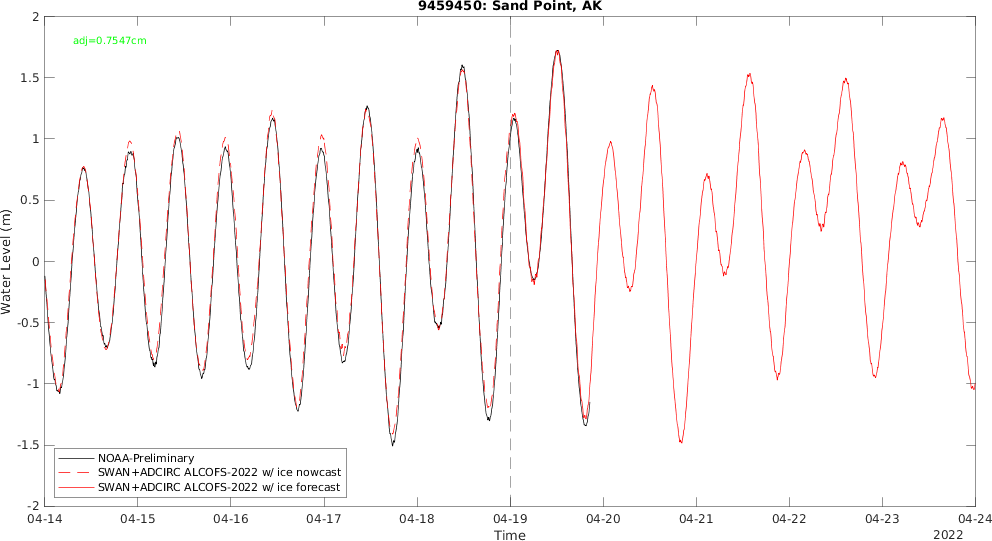 9459450: Sand Point, AK
adj=0.7547cm
Water Level (m)
2
1.5
1
0.5
0
-0.5
-1
-1.5
-2
NOAA-Preliminary
SWAN+ADCIRC ALCOFS-2022 w/ ice nowcast
SWAN+ADCIRC ALCOFS-2022 w/ ice forecast
04-14 04-15 04-16 04-17 04-18 04-19 04-20 04-21 04-22 04-23 04-24
Time
2022